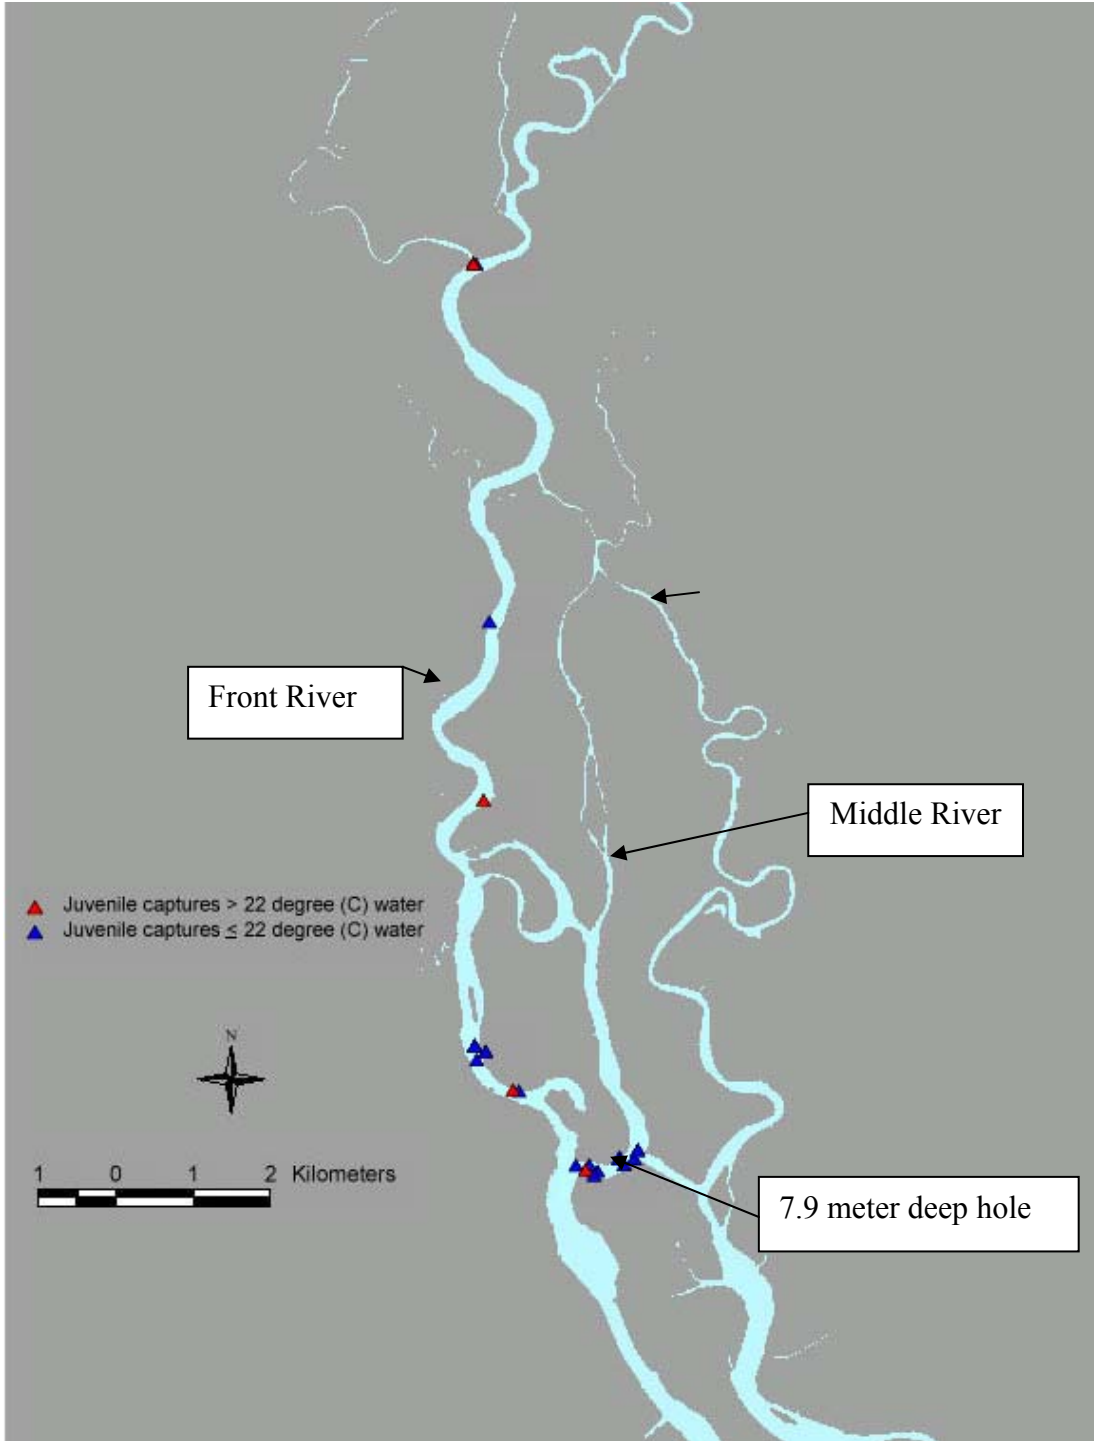 Front River
Middle River
Juvenile captures > 22 degree (C) water
Juvenile captures ≤ 22 degree (C) water
N
1 0 1 2 Kilometers
7.9 meter deep hole